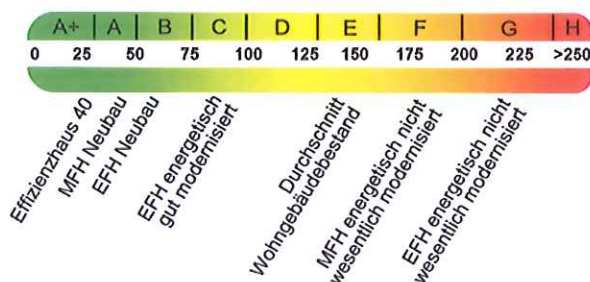 A+ A B C D E F G H
0 25 50 75 100 125 150 175 200 225 >250
Effizienzhaus 40
MFH Neubau
EFH Neubau
EFH energetisch
gut modernisiert
Durchschnitt
Wohngebäudebestand
MFH energetisch nicht
wesentlich modernisiert
EFH energetisch nicht
wesentlich modernisiert